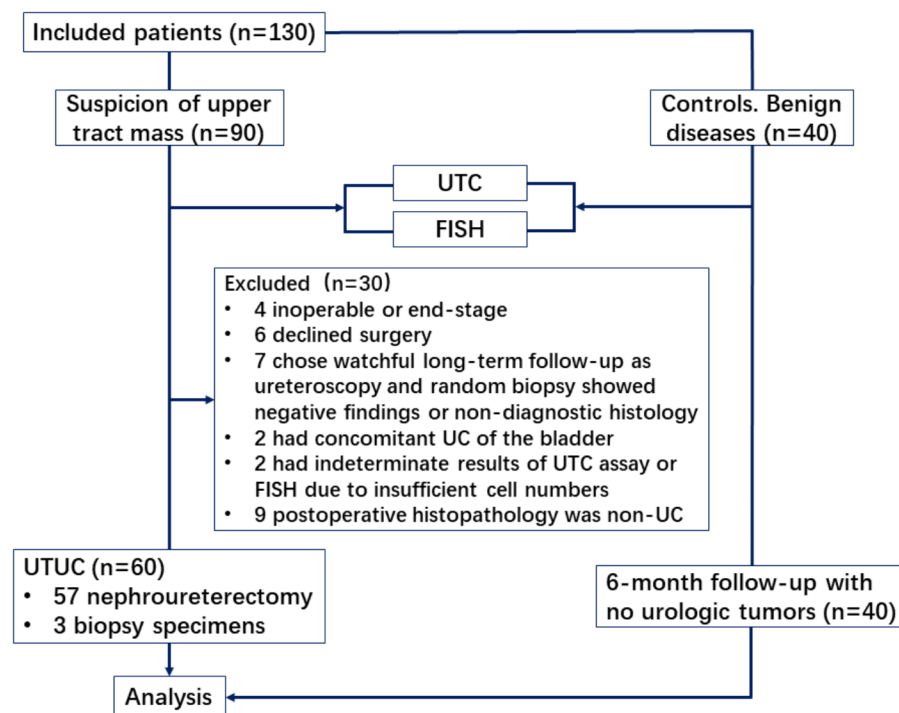 Included patients (n=130)
Suspicion of upper
tract mass (n=90)
Controls. Benign
diseases (n=40)
UTC
FISH
Excluded (n=30)
• 4 inoperable or end-stage
• 6 declined surgery
• 7 chose watchful long-term follow-up as
ureteroscopy and random biopsy showed
negative findings or non-diagnostic histology
• 2 had concomitant UC of the bladder
• 2 had indeterminate results of UTC assay or
FISH due to insufficient cell numbers
• 9 postoperative histopathology was non-UC
UTUC (n=60)
• 57 nephroureterectomy
• 3 biopsy specimens
6-month follow-up with
no urologic tumors (n=40)
Analysis